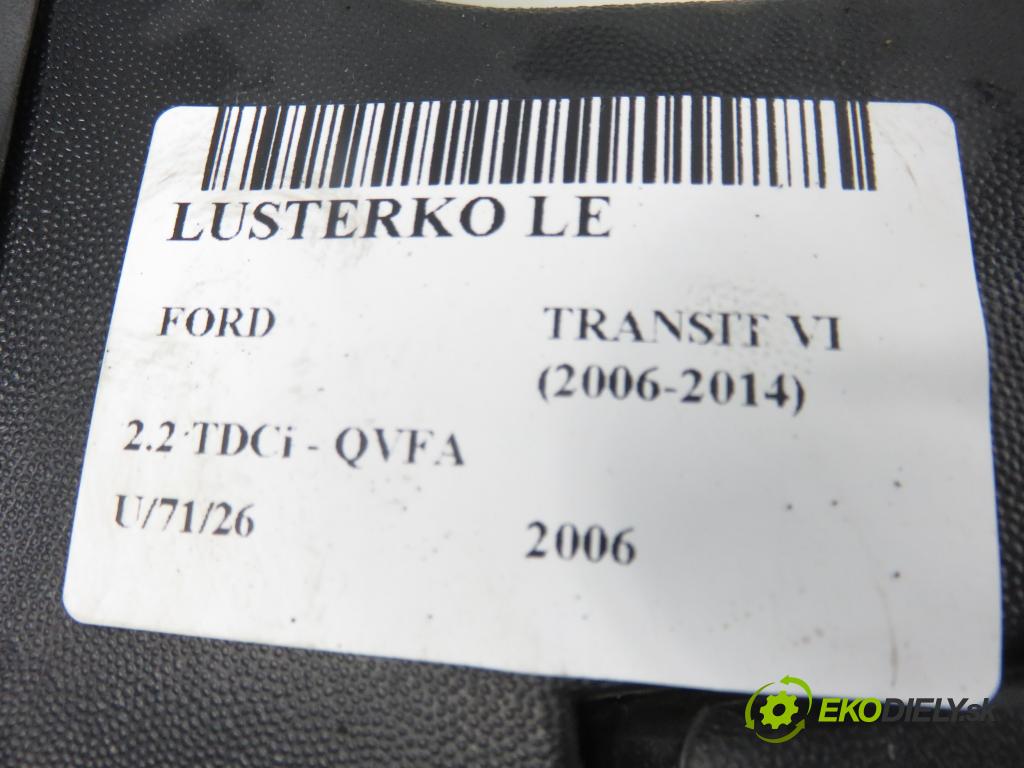 LUSTERKO LE
FORD
TRANSIT VI
(2006-2014)
2.2 TDCi - QVFA
U/71/26
2006
EKODIELY.sk